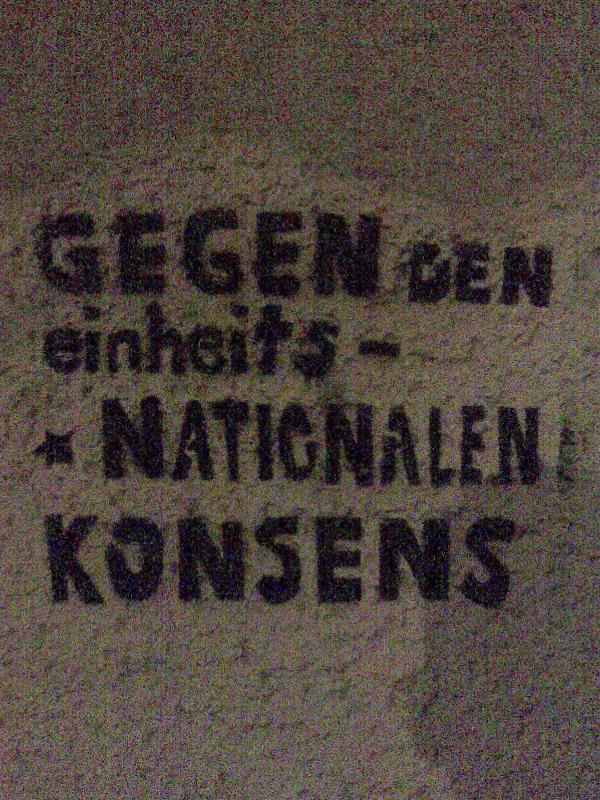 GEGEN DEN
einheits-
★ NATIONALEN
KONSENS